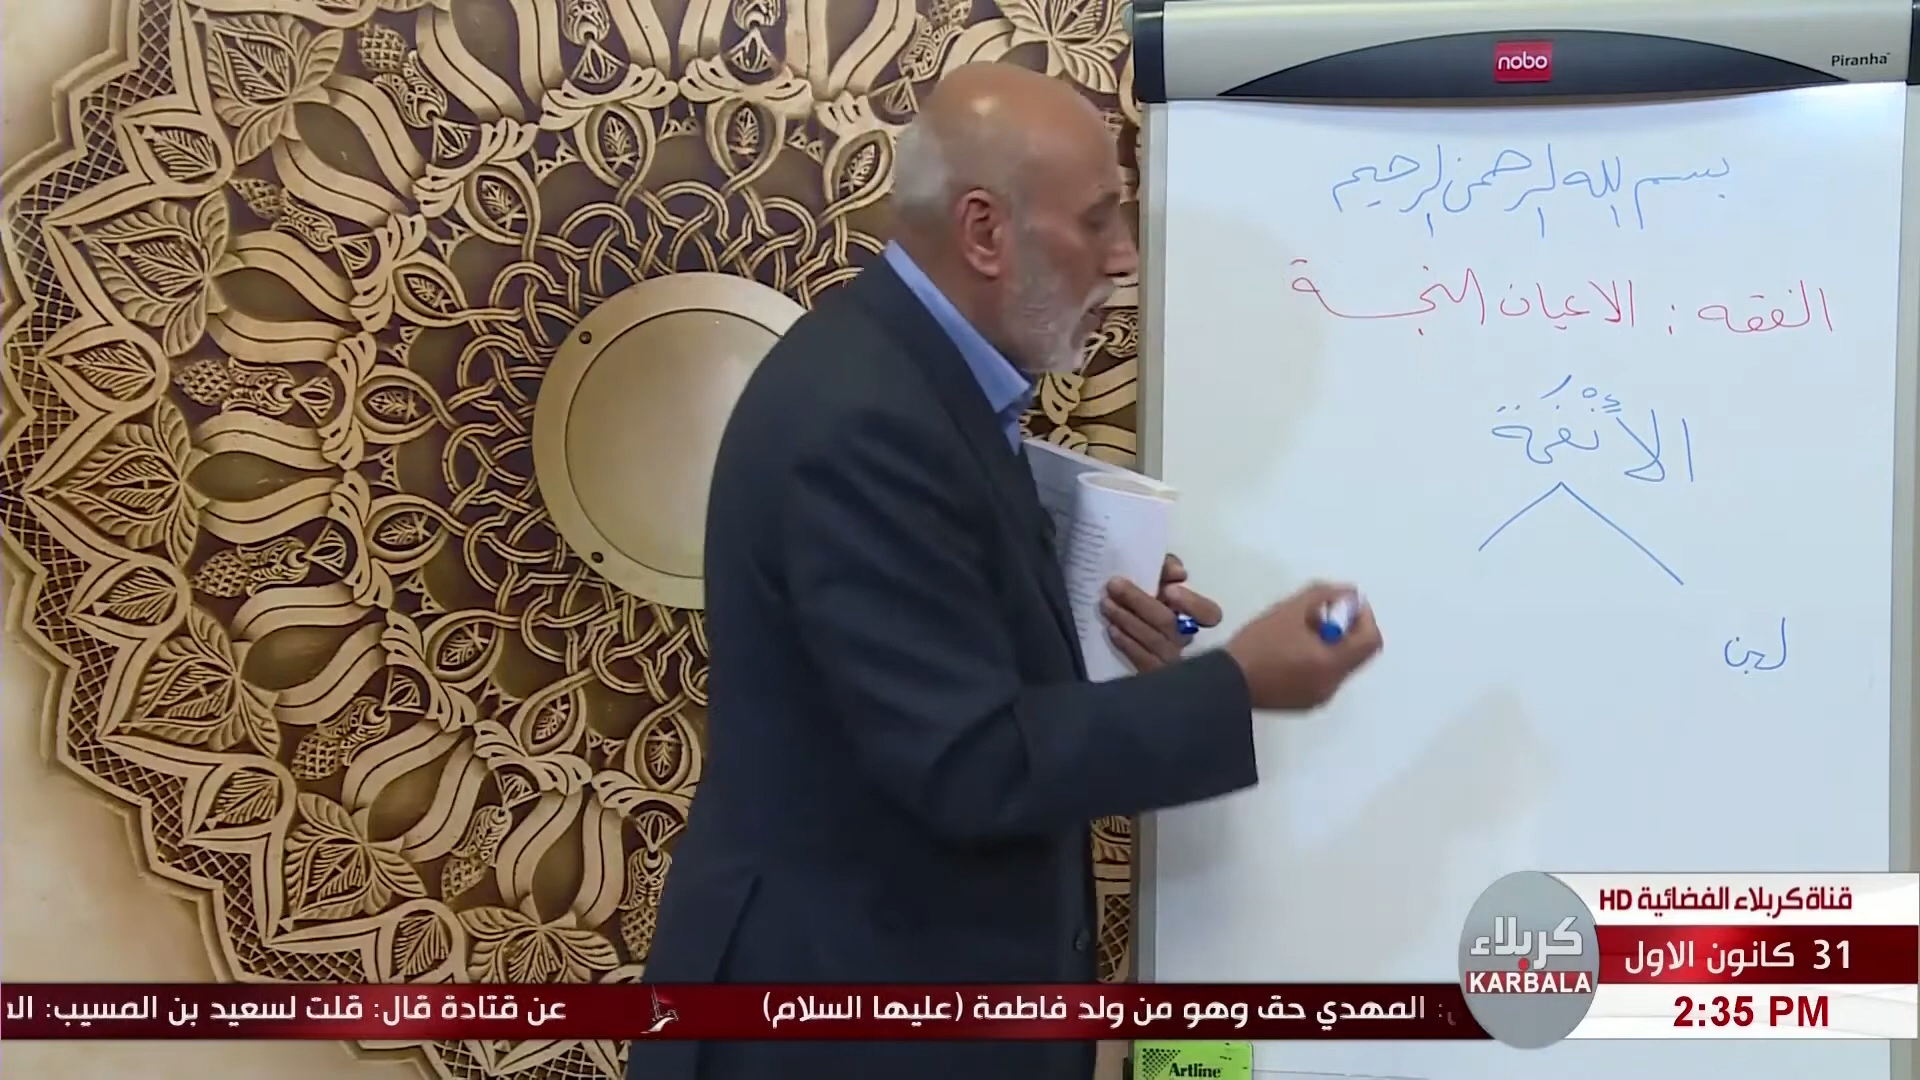 nobo
Piranha
بسم الله الرحمن الرحيم
الفقه : الاعيان النجسة
الأنفحة
لبن
قناة كربلاء الفضائية HD
31 كانون الاول
2:35 PM
كربلاء
KARBALA
: المهدي حق وهو من ولد فاطمة (عليها السلام)
عن قتادة قال: قلت لسعيد بن المسيب:
Artline